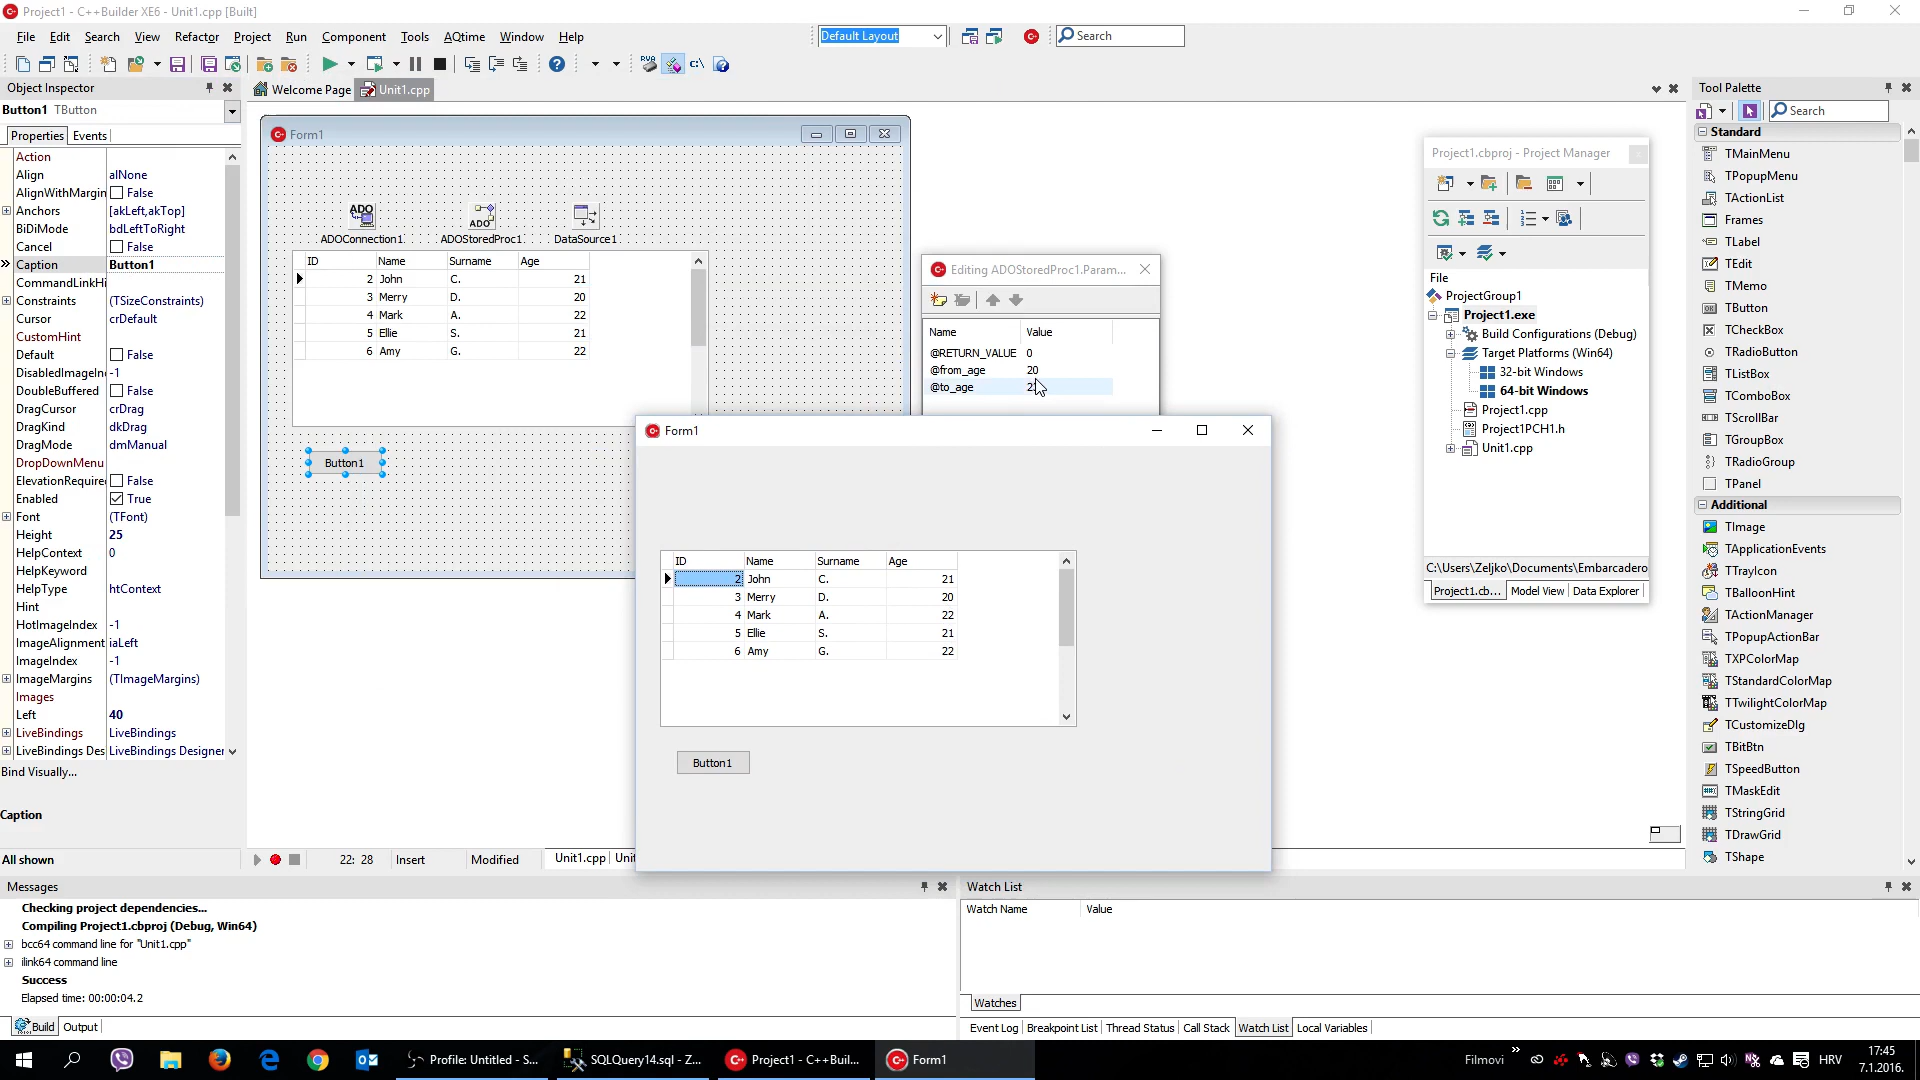 Project1 - C++Builder XE6 - Unit1.cpp [Built]
File Edit Search View Refactor Project Run Component Tools AQtime Window Help
Default Layout
Search
Object Inspector
Button1 TButton
Properties Events
Action
Align alNone
AlignWithMargin False
Anchors [akLeft,akTop]
BiDiMode bdLeftToRight
Cancel False
Caption Button1
CommandLinkHi
Constraints (TSizeConstraints)
Cursor crDefault
CustomHint
Default False
DisabledImageIn -1
DoubleBuffered False
DragCursor crDrag
DragKind dkDrag
DragMode dmManual
DropDownMenu
ElevationRequire False
Enabled True
Font (TFont)
Height 25
HelpContext 0
HelpKeyword
HelpType htContext
Hint
HotImageIndex -1
ImageAlignment iaLeft
ImageIndex -1
ImageMargins (TImageMargins)
Images
Left 40
LiveBindings LiveBindings
LiveBindings Des LiveBindings Designer
Bind Visually...
Caption
All shown
Welcome Page Unit1.cpp
Form1
ADO
ADO
ADOConnection1 ADOStoredProc1 DataSource1
ID Name Surname Age
2 John C. 21
3 Merry D. 20
4 Mark A. 22
5 Ellie S. 21
6 Amy G. 22
Button1
Editing ADOStoredProc1.Param...
Name Value
@RETURN_VALUE 0
@from_age 20
@to_age
Form1
ID Name Surname Age
2 John C. 21
3 Merry D. 20
4 Mark A. 22
5 Ellie S. 21
6 Amy G. 22
Button1
22: 28 Insert Modified Unit1.cpp Unit
Project1.cbproj - Project Manager
File
ProjectGroup1
Project1.exe
Build Configurations (Debug)
Target Platforms (Win64)
32-bit Windows
64-bit Windows
Project1.cpp
Project1PCH1.h
Unit1.cpp
C:\Users\Zeljko\Documents\Embarcadero
Project1.cb... Model View Data Explorer
Tool Palette
Search
Standard
TMainMenu
TPopupMenu
TActionList
Frames
TLabel
TEdit
TMemo
TButton
TCheckBox
TRadioButton
TListBox
TComboBox
TScrollBar
TGroupBox
TRadioGroup
TPanel
Additional
TImage
TApplicationEvents
TTrayIcon
TBalloonHint
TActionManager
TPopupActionBar
TXPColorMap
TStandardColorMap
TTwilightColorMap
TCustomizeDlg
TBitBtn
TSpeedButton
TMaskEdit
TStringGrid
TDrawGrid
TShape
Messages
Checking project dependencies...
Compiling Project1.cbproj (Debug, Win64)
bcc64 command line for "Unit1.cpp"
ilink64 command line
Success
Elapsed time: 00:00:04.2
Build Output
Watch List
Watch Name Value
Watches
Event Log Breakpoint List Thread Status Call Stack Watch List Local Variables
Profile: Untitled - S...
SQLQuery14.sql - Z...
Project1 - C++Buil...
Form1
Filmovi
HRV
17:45
7.1.2016.